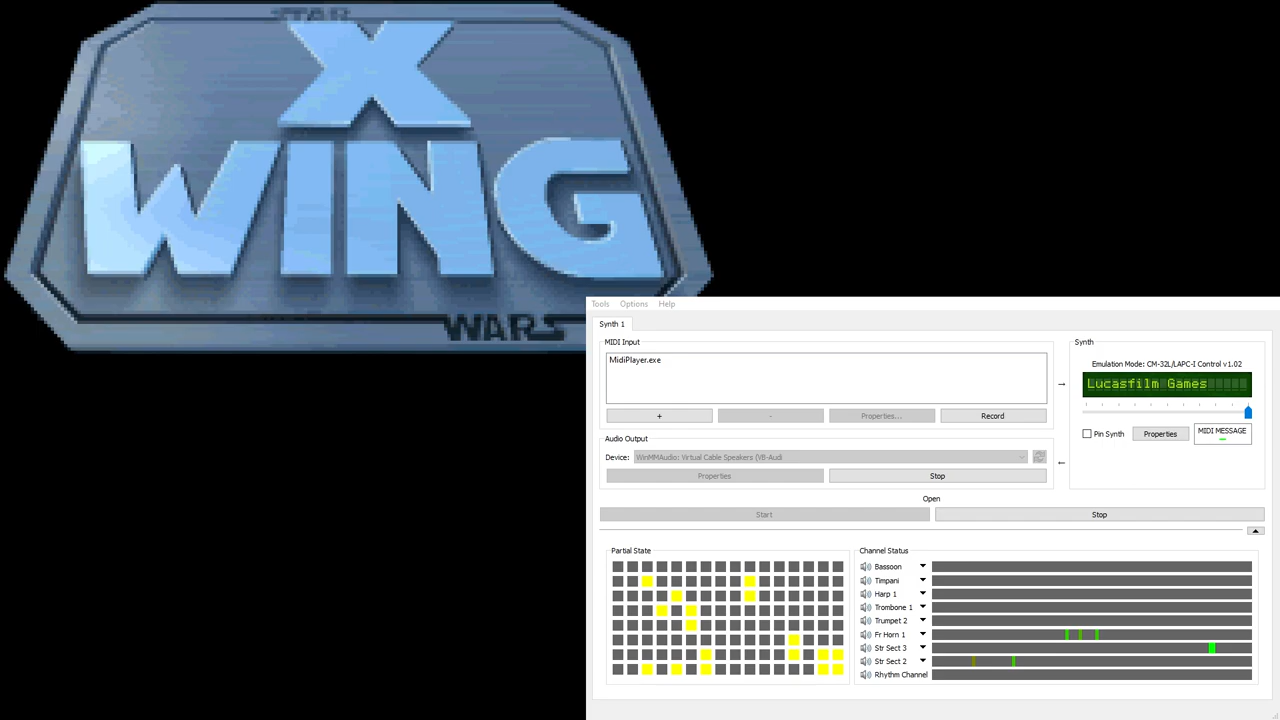 STAR
X
WING
WARS
Tools Options Help
Synth 1
MIDI Input
MidiPlayer.exe
+ - Properties... Record
Audio Output
Device: WinMMAudio: Virtual Cable Speakers (VB-Audi
Properties Stop
Synth
Emulation Mode: CM-32L/LAPC-I Control v1.02
Lucasfilm Games
Pin Synth Properties MIDI MESSAGE
Open
Start Stop
Partial State
Channel Status
Bassoon
Timpani
Harp 1
Trombone 1
Trumpet 2
Fr Horn 1
Str Sect 3
Str Sect 2
Rhythm Channel